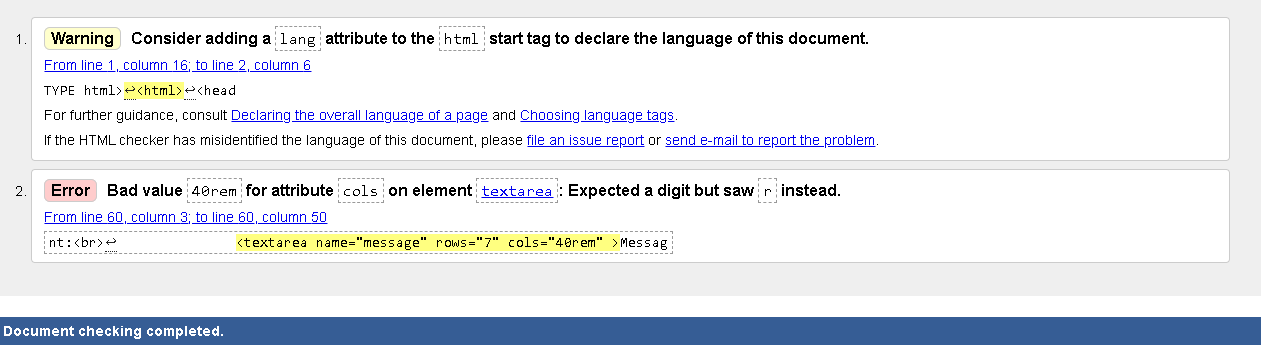 1. Warning Consider adding a lang attribute to the html start tag to declare the language of this document.
From line 1, column 16; to line 2, column 6
TYPE html>↩<html>↩<head
For further guidance, consult Declaring the overall language of a page and Choosing language tags.
If the HTML checker has misidentified the language of this document, please file an issue report or send e-mail to report the problem.
2. Error Bad value 40rem for attribute cols on element textarea: Expected a digit but saw r instead.
From line 60, column 3; to line 60, column 50
nt:<br>↩ <textarea name="message" rows="7" cols="40rem" >Messag
Document checking completed.